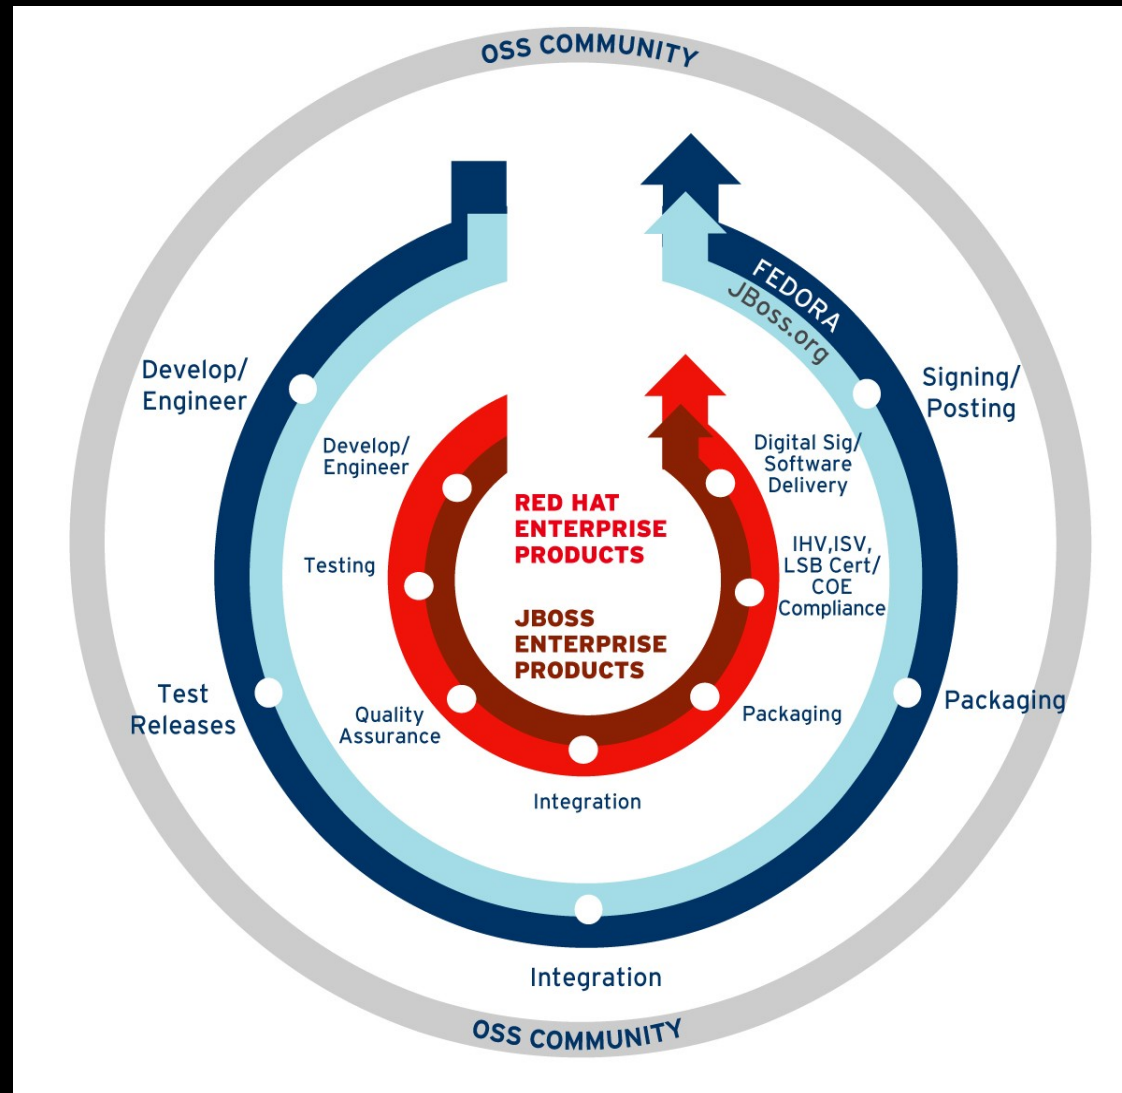 OSS COMMUNITY
FEDORA
JBoss.org
Develop/
Engineer
Signing/
Posting
Develop/
Engineer
Digital Sig/
Software
Delivery
RED HAT
ENTERPRISE
PRODUCTS
Testing
IHV,ISV,
LSB Cert/
COE
Compliance
JBOSS
ENTERPRISE
PRODUCTS
Test
Releases
Packaging
Quality
Assurance
Packaging
Integration
Integration
OSS COMMUNITY